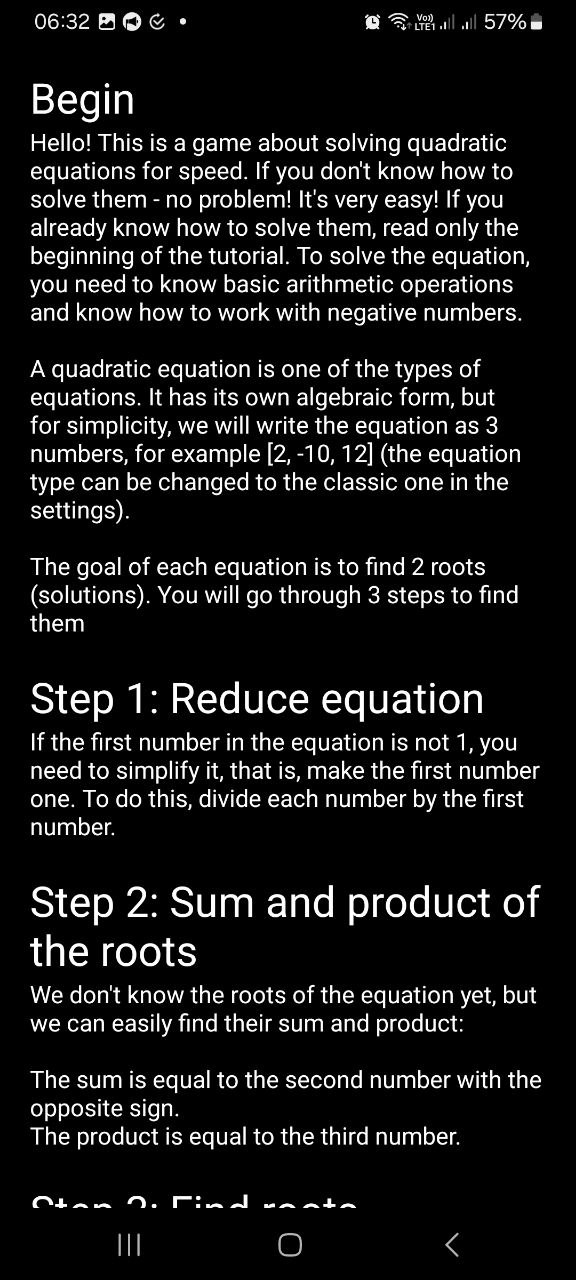 06:32
Vo))
LTE1
57%
Begin
Hello! This is a game about solving quadratic
equations for speed. If you don't know how to
solve them - no problem! It's very easy! If you
already know how to solve them, read only the
beginning of the tutorial. To solve the equation,
you need to know basic arithmetic operations
and know how to work with negative numbers.
A quadratic equation is one of the types of
equations. It has its own algebraic form, but
for simplicity, we will write the equation as 3
numbers, for example [2, -10, 12] (the equation
type can be changed to the classic one in the
settings).
The goal of each equation is to find 2 roots
(solutions). You will go through 3 steps to find
them
Step 1: Reduce equation
If the first number in the equation is not 1, you
need to simplify it, that is, make the first number
one. To do this, divide each number by the first
number.
Step 2: Sum and product of
the roots
We don't know the roots of the equation yet, but
we can easily find their sum and product:
The sum is equal to the second number with the
opposite sign.
The product is equal to the third number.
Step 3: Find roots